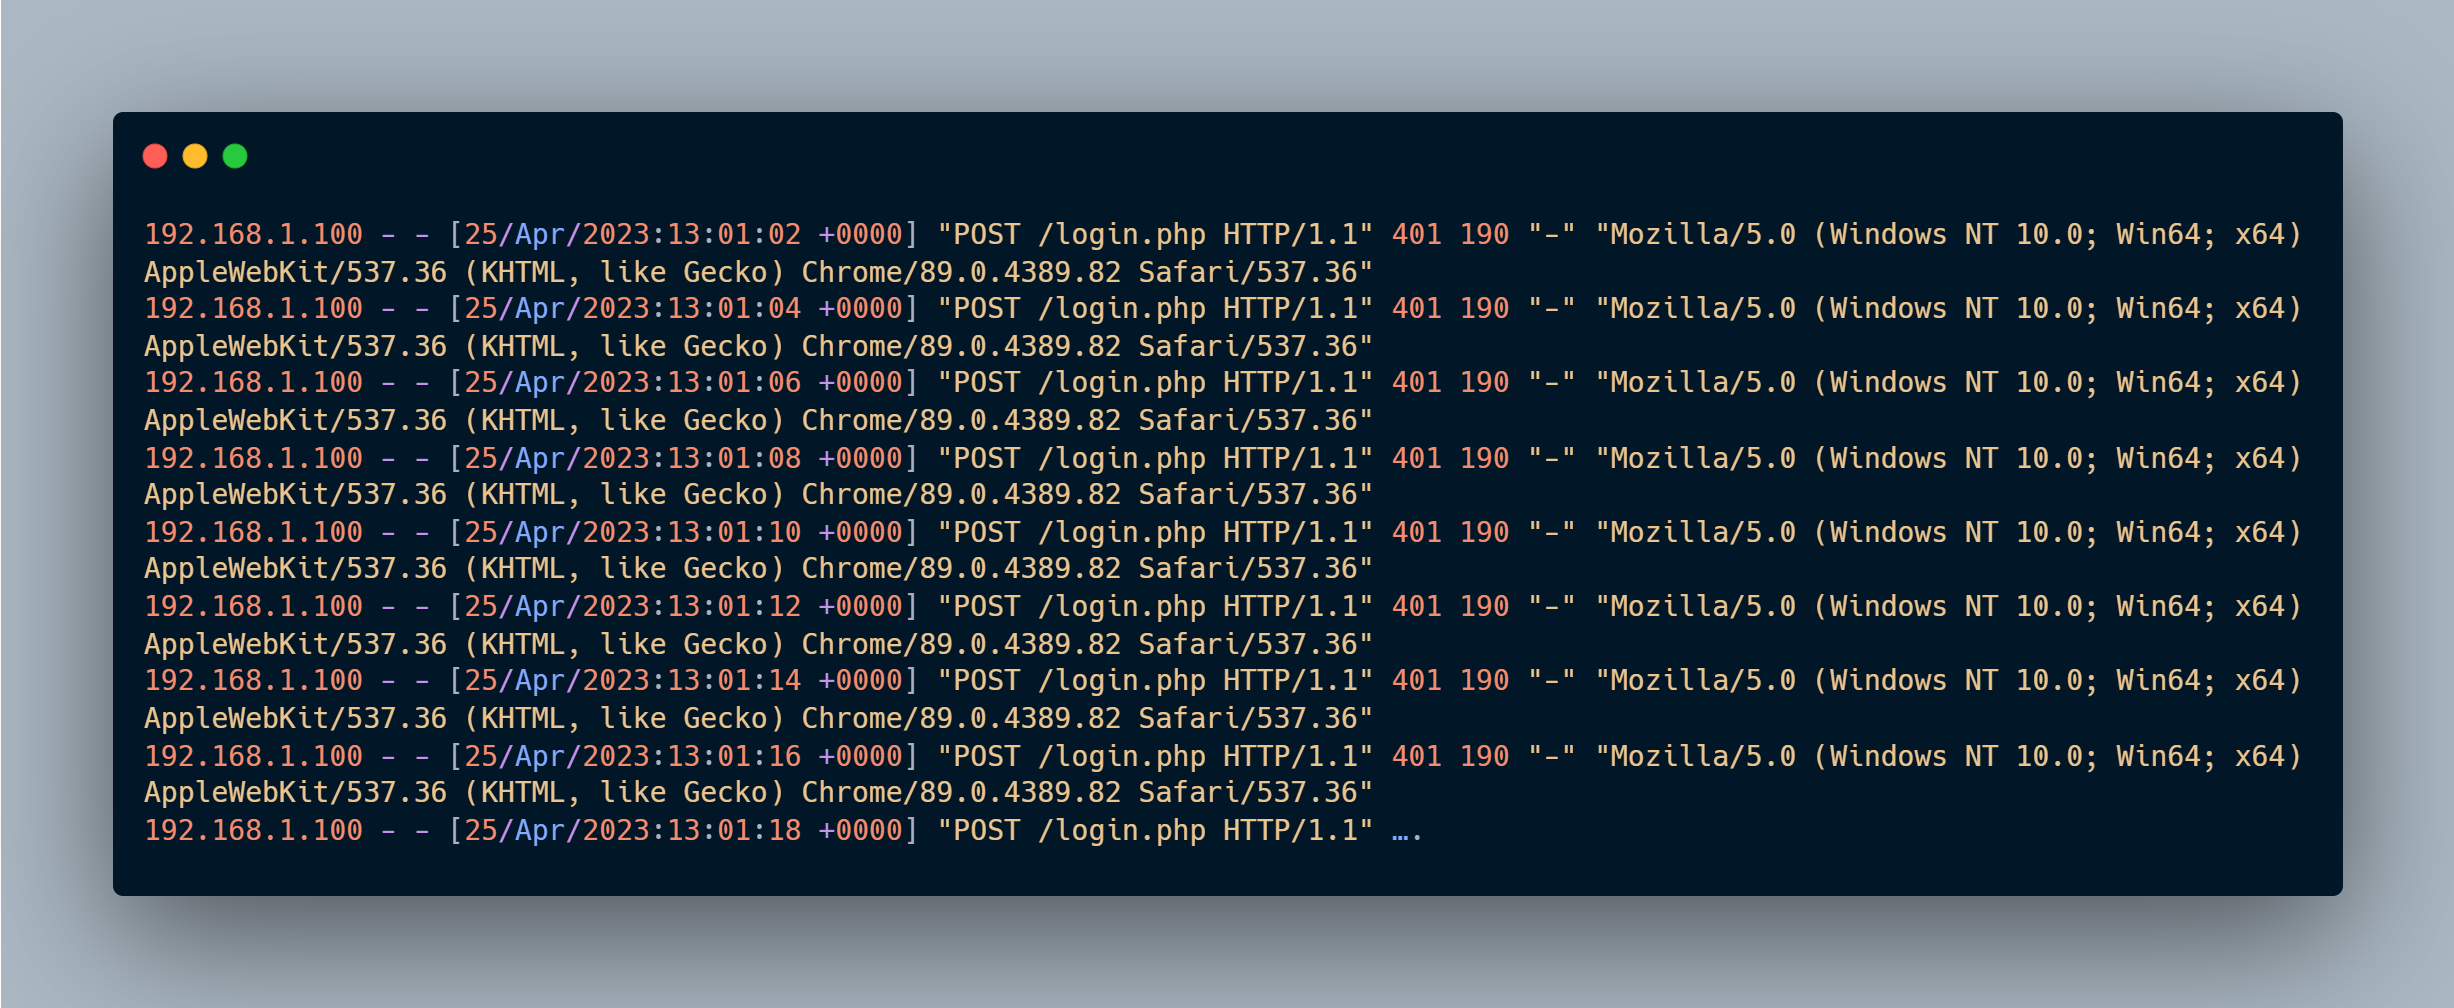 192.168.1.100 - - [25/Apr/2023:13:01:02 +0000] "POST /login.php HTTP/1.1" 401 190 "-" "Mozilla/5.0 (Windows NT 10.0; Win64; x64)
AppleWebKit/537.36 (KHTML, like Gecko) Chrome/89.0.4389.82 Safari/537.36"
192.168.1.100 - - [25/Apr/2023:13:01:04 +0000] "POST /login.php HTTP/1.1" 401 190 "-" "Mozilla/5.0 (Windows NT 10.0; Win64; x64)
AppleWebKit/537.36 (KHTML, like Gecko) Chrome/89.0.4389.82 Safari/537.36"
192.168.1.100 - - [25/Apr/2023:13:01:06 +0000] "POST /login.php HTTP/1.1" 401 190 "-" "Mozilla/5.0 (Windows NT 10.0; Win64; x64)
AppleWebKit/537.36 (KHTML, like Gecko) Chrome/89.0.4389.82 Safari/537.36"
192.168.1.100 - - [25/Apr/2023:13:01:08 +0000] "POST /login.php HTTP/1.1" 401 190 "-" "Mozilla/5.0 (Windows NT 10.0; Win64; x64)
AppleWebKit/537.36 (KHTML, like Gecko) Chrome/89.0.4389.82 Safari/537.36"
192.168.1.100 - - [25/Apr/2023:13:01:10 +0000] "POST /login.php HTTP/1.1" 401 190 "-" "Mozilla/5.0 (Windows NT 10.0; Win64; x64)
AppleWebKit/537.36 (KHTML, like Gecko) Chrome/89.0.4389.82 Safari/537.36"
192.168.1.100 - - [25/Apr/2023:13:01:12 +0000] "POST /login.php HTTP/1.1" 401 190 "-" "Mozilla/5.0 (Windows NT 10.0; Win64; x64)
AppleWebKit/537.36 (KHTML, like Gecko) Chrome/89.0.4389.82 Safari/537.36"
192.168.1.100 - - [25/Apr/2023:13:01:14 +0000] "POST /login.php HTTP/1.1" 401 190 "-" "Mozilla/5.0 (Windows NT 10.0; Win64; x64)
AppleWebKit/537.36 (KHTML, like Gecko) Chrome/89.0.4389.82 Safari/537.36"
192.168.1.100 - - [25/Apr/2023:13:01:16 +0000] "POST /login.php HTTP/1.1" 401 190 "-" "Mozilla/5.0 (Windows NT 10.0; Win64; x64)
AppleWebKit/537.36 (KHTML, like Gecko) Chrome/89.0.4389.82 Safari/537.36"
192.168.1.100 - - [25/Apr/2023:13:01:18 +0000] "POST /login.php HTTP/1.1" ….